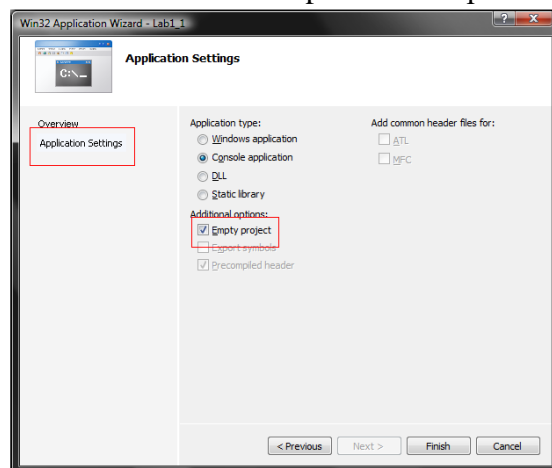 Win32 Application Wizard - Lab1_1
C:\_
Application Settings
Overview
Application Settings
Application type:
Windows application
Console application
DLL
Static library
Additional options:
Empty project
Export symbols
Precompiled header
Add common header files for:
ATL
MFC
< Previous
Next >
Finish
Cancel